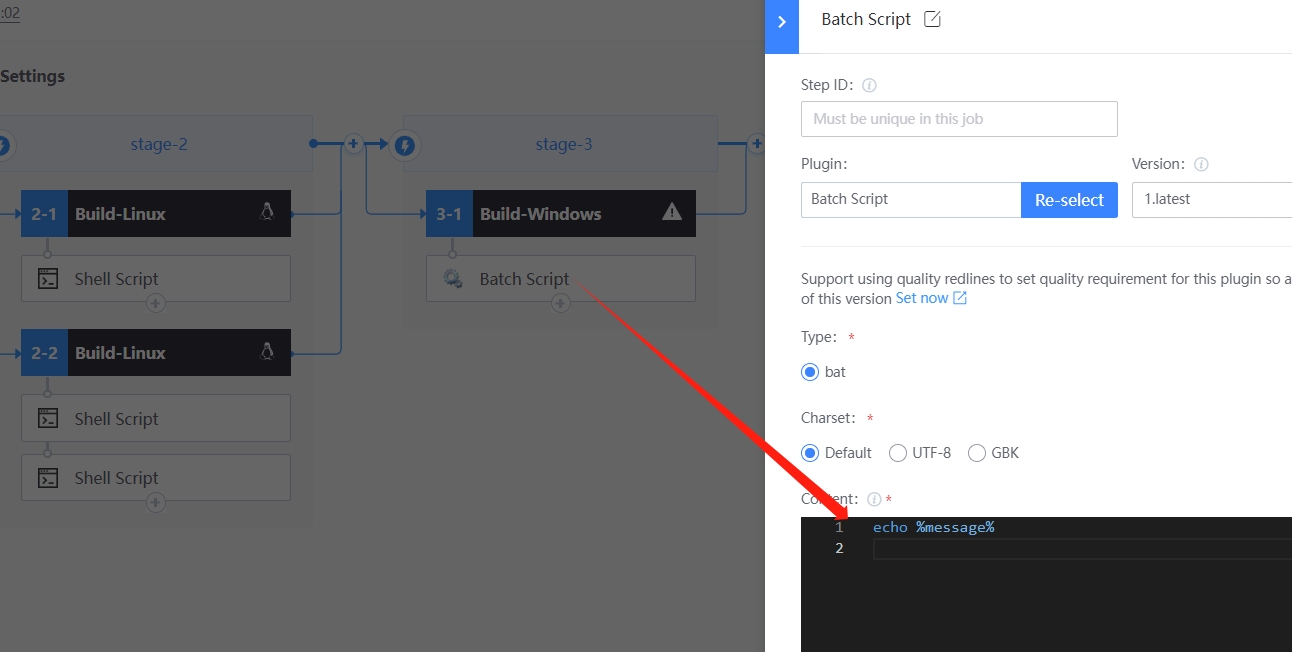 :02
Settings
stage-2
stage-3
2-1 Build-Linux
Shell Script
2-2 Build-Linux
Shell Script
Shell Script
3-1 Build-Windows
Batch Script
Batch Script
Step ID:
Must be unique in this job
Plugin:
Version:
Batch Script
Re-select
1.latest
Support using quality redlines to set quality requirement for this plugin so a
of this version Set now
Type: *
bat
Charset: *
Default UTF-8 GBK
Content: *
1 echo %message%
2